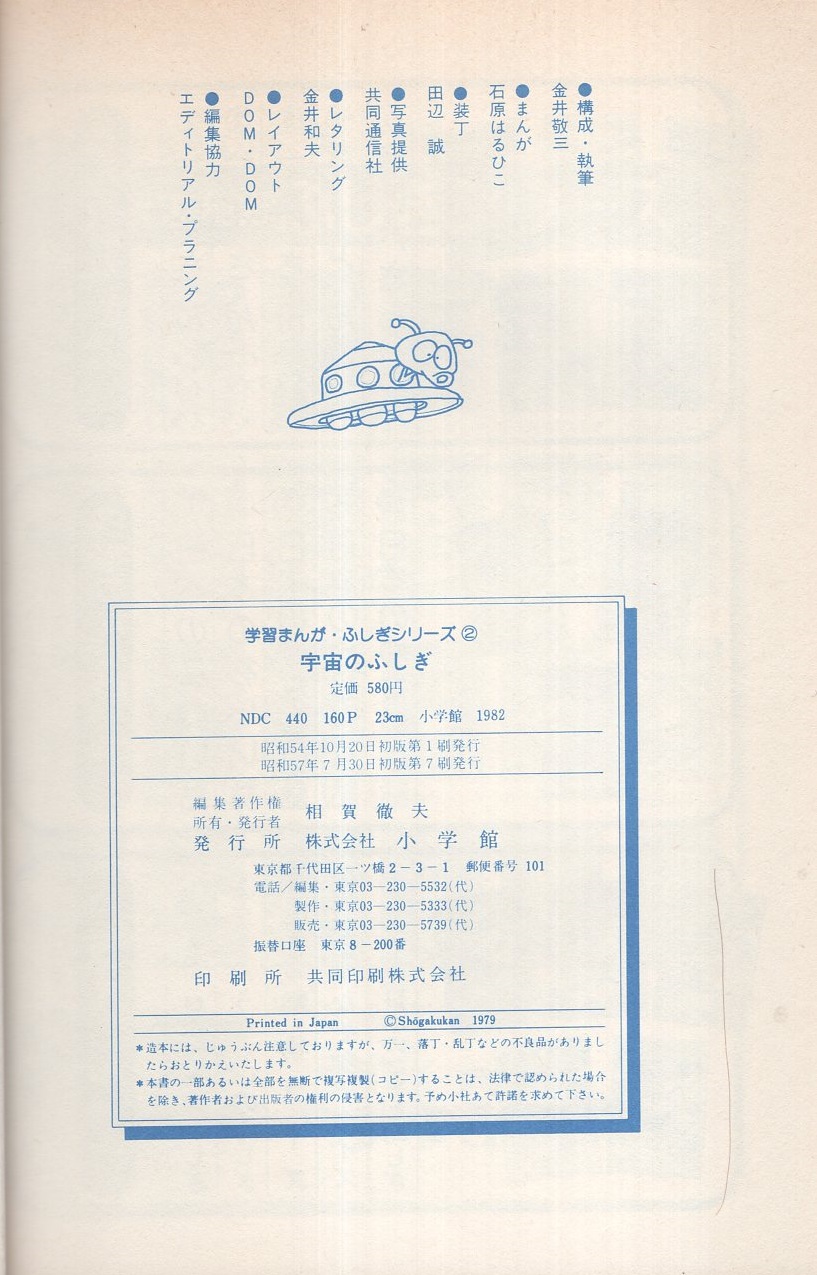 ●構成・執筆
金井敬三
●まんが
石原はるひこ
●装丁
田辺　誠
●写真提供
共同通信社
●レタリング
金井和夫
●レイアウト
DOM・DOM
●編集協力
エディトリアル・プラニング
学習まんが・ふしぎシリーズ②
宇宙のふしぎ
定価 580円
NDC 440 160P 23cm 小学館 1982
昭和54年10月20日初版第1刷発行
昭和57年7月30日初版第7刷発行
編集著作権
所有・発行者 相賀徹夫
発行所 株式会社 小学館
東京都千代田区一ツ橋2－3－1 郵便番号 101
電話／編集・東京03―230―5532(代)
製作・東京03―230―5333(代)
販売・東京03―230―5739(代)
振替口座 東京8－200番
印刷所 共同印刷株式会社
Printed in Japan ©Shōgakukan 1979
＊造本には、じゅうぶん注意しておりますが、万一、落丁・乱丁などの不良品がありまし
たらおとりかえいたします。
＊本書の一部あるいは全部を無断で複写複製(コピー)することは、法律で認められた場合
を除き、著作者および出版者の権利の侵害となります。予め小社あて許諾を求めて下さい。